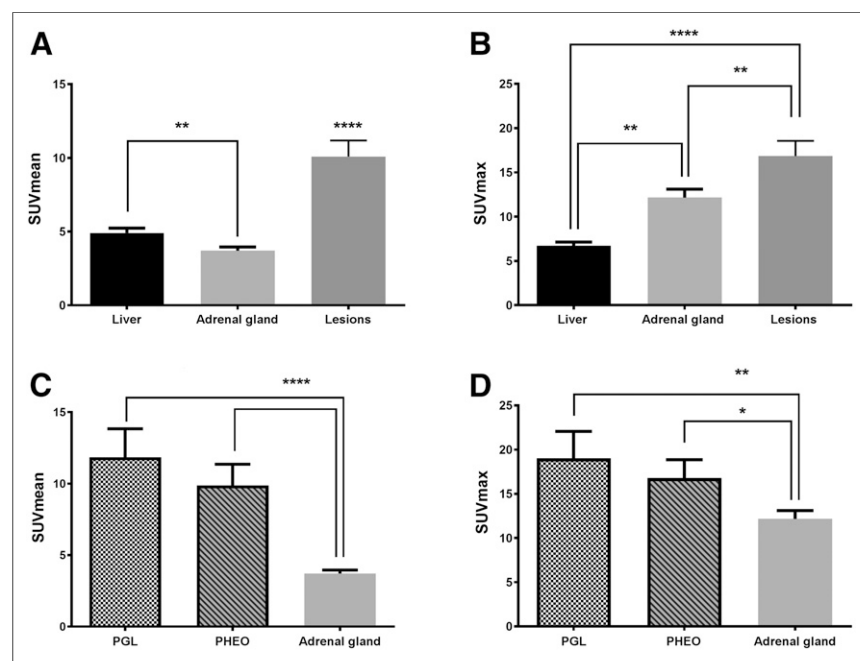 A
SUVmean
15
10
5
0
**
****
Liver
Adrenal gland
Lesions
B
SUVmax
25
20
15
10
5
0
****
**
**
Liver
Adrenal gland
Lesions
C
SUVmean
15
10
5
0
****
PGL
PHEO
Adrenal gland
D
SUVmax
25
20
15
10
5
0
**
*
PGL
PHEO
Adrenal gland